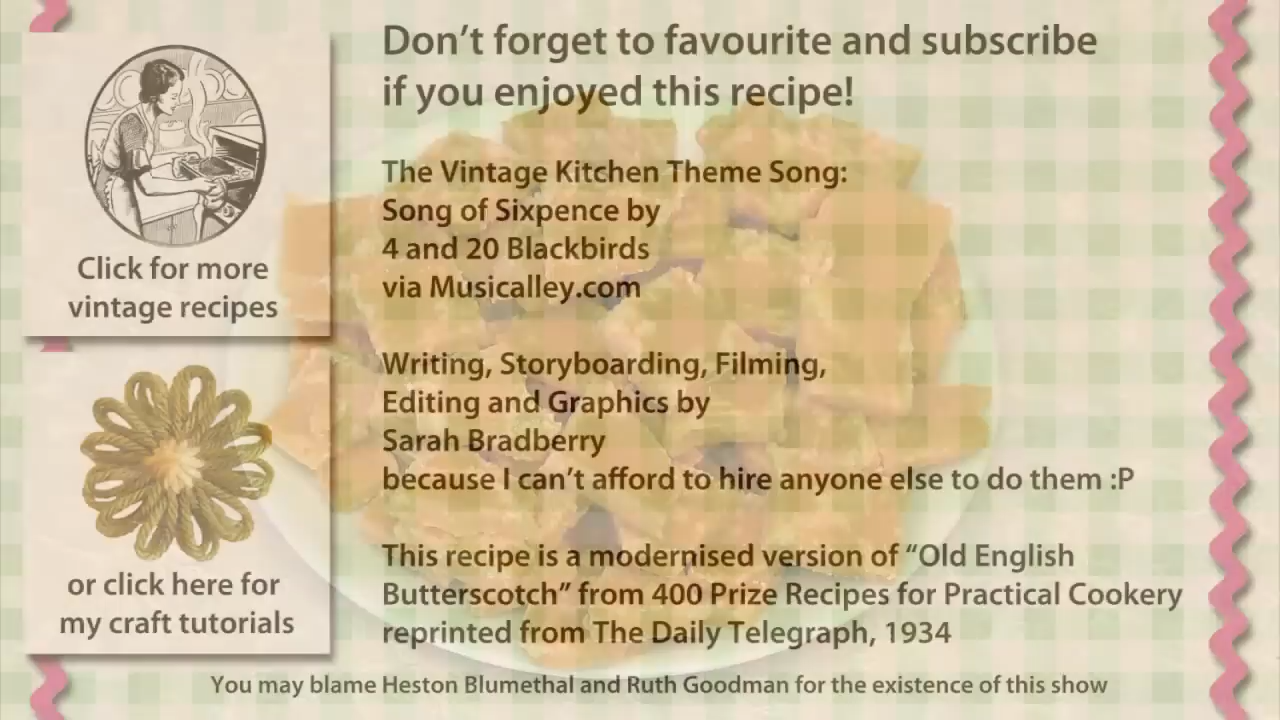 Don't forget to favourite and subscribe
if you enjoyed this recipe!
The Vintage Kitchen Theme Song:
Song of Sixpence by
4 and 20 Blackbirds
via Musicalley.com
Writing, Storyboarding, Filming,
Editing and Graphics by
Sarah Bradberry
because I can't afford to hire anyone else to do them :P
This recipe is a modernised version of “Old English
Butterscotch” from 400 Prize Recipes for Practical Cookery
reprinted from The Daily Telegraph, 1934
Click for more
vintage recipes
or click here for
my craft tutorials
You may blame Heston Blumethal and Ruth Goodman for the existence of this show